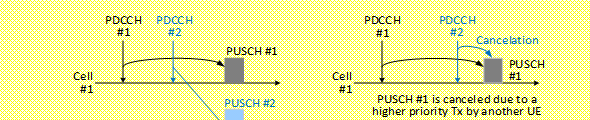 PDCCH
#1
PDCCH
#2
PUSCH #1
Cell
#1
PUSCH #2
PDCCH
#1
PDCCH
#2
Cancelation
PUSCH
#1
Cell
#1
PUSCH #1 is canceled due to a
higher priority Tx by another UE